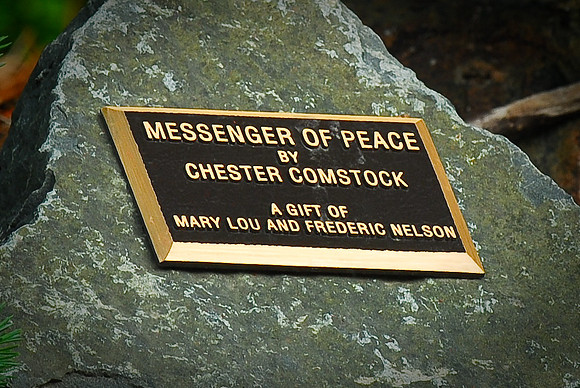 MESSENGER OF PEACE
BY
CHESTER COMSTOCK
A GIFT OF
MARY LOU AND FREDERIC NELSON